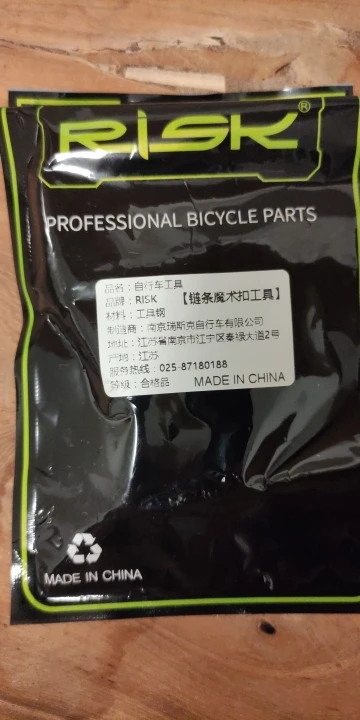 RISK®
PROFESSIONAL BICYCLE PARTS
品名：自行车工具
品牌：RISK 【链条魔术扣工具】
材料：工具钢
制造商：南京瑞斯克自行车有限公司
地址：江苏省南京市江宁区秦禄大道2号
产地：江苏
服务热线：025-87180188
等级：合格品 MADE IN CHINA
MADE IN CHINA